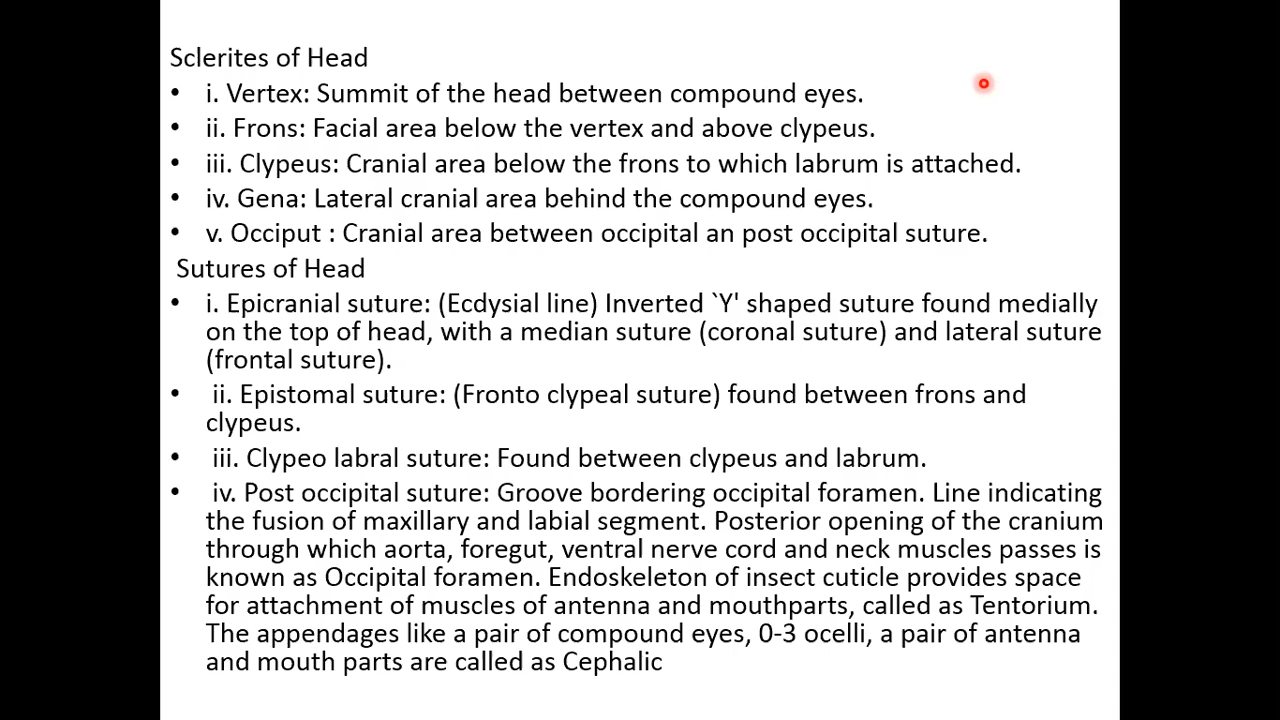 Sclerites of Head
• i. Vertex: Summit of the head between compound eyes.
• ii. Frons: Facial area below the vertex and above clypeus.
• iii. Clypeus: Cranial area below the frons to which labrum is attached.
• iv. Gena: Lateral cranial area behind the compound eyes.
• v. Occiput : Cranial area between occipital an post occipital suture.
Sutures of Head
• i. Epicranial suture: (Ecdysial line) Inverted `Y' shaped suture found medially
on the top of head, with a median suture (coronal suture) and lateral suture
(frontal suture).
• ii. Epistomal suture: (Fronto clypeal suture) found between frons and
clypeus.
• iii. Clypeo labral suture: Found between clypeus and labrum.
• iv. Post occipital suture: Groove bordering occipital foramen. Line indicating
the fusion of maxillary and labial segment. Posterior opening of the cranium
through which aorta, foregut, ventral nerve cord and neck muscles passes is
known as Occipital foramen. Endoskeleton of insect cuticle provides space
for attachment of muscles of antenna and mouthparts, called as Tentorium.
The appendages like a pair of compound eyes, 0-3 ocelli, a pair of antenna
and mouth parts are called as Cephalic